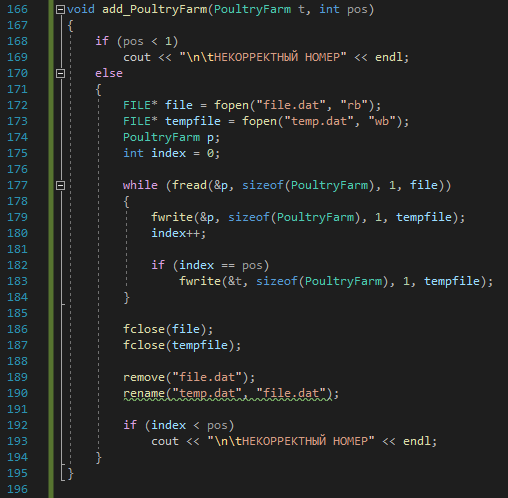 166 void add_PoultryFarm(PoultryFarm t, int pos)
167 {
168 if (pos < 1)
169 cout << "\n\tНЕКОРРЕКТНЫЙ НОМЕР" << endl;
170 else
171 {
172 FILE* file = fopen("file.dat", "rb");
173 FILE* tempfile = fopen("temp.dat", "wb");
174 PoultryFarm p;
175 int index = 0;
176
177 while (fread(&p, sizeof(PoultryFarm), 1, file))
178 {
179 fwrite(&p, sizeof(PoultryFarm), 1, tempfile);
180 index++;
181
182 if (index == pos)
183 fwrite(&t, sizeof(PoultryFarm), 1, tempfile);
184 }
185
186 fclose(file);
187 fclose(tempfile);
188
189 remove("file.dat");
190 rename("temp.dat", "file.dat");
191
192 if (index < pos)
193 cout << "\n\tНЕКОРРЕКТНЫЙ НОМЕР" << endl;
194 }
195 }
196